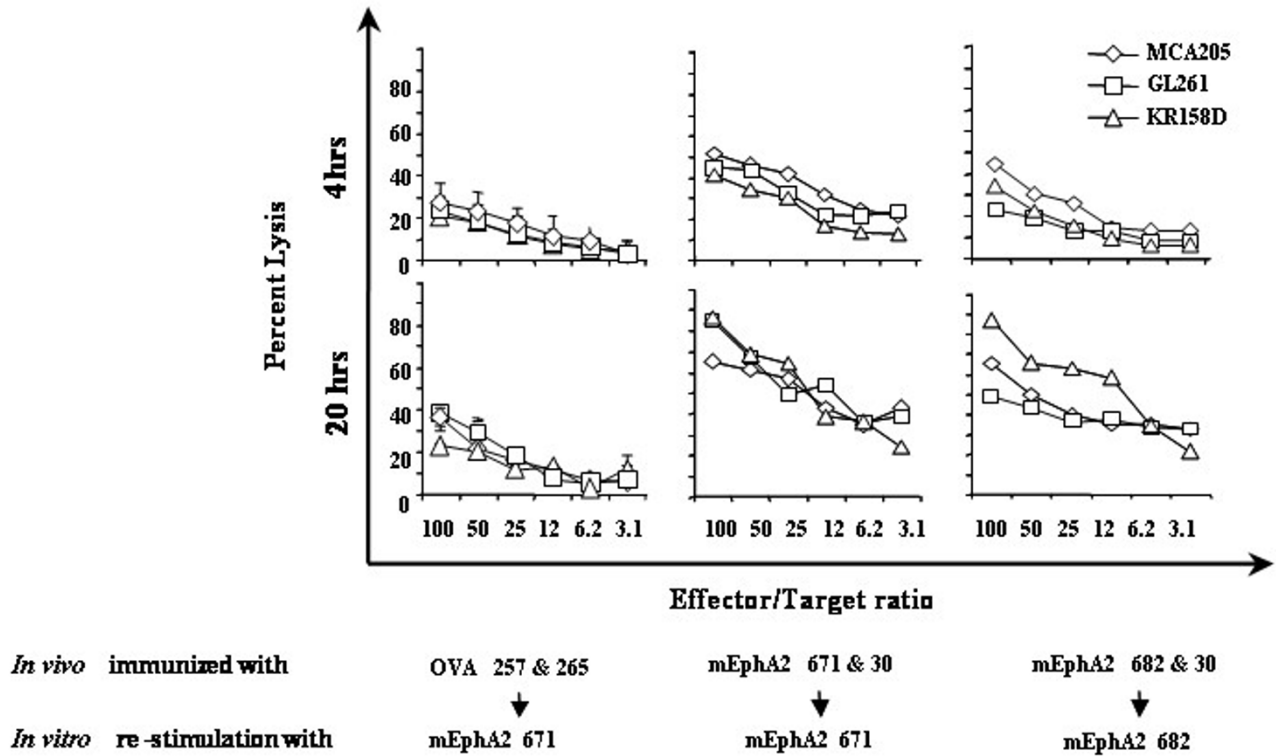 MCA205
GL261
KR158D
Percent Lysis
4hrs
80
60
40
20
0
20 hrs
80
60
40
20
0
100 50 25 12 6.2 3.1
100 50 25 12 6.2 3.1
100 50 25 12 6.2 3.1
Effector/Target ratio
In vivo immunized with
OVA 257 & 265
mEphA2 671 & 30
mEphA2 682 & 30
In vitro re-stimulation with
mEphA2 671
mEphA2 671
mEphA2 682